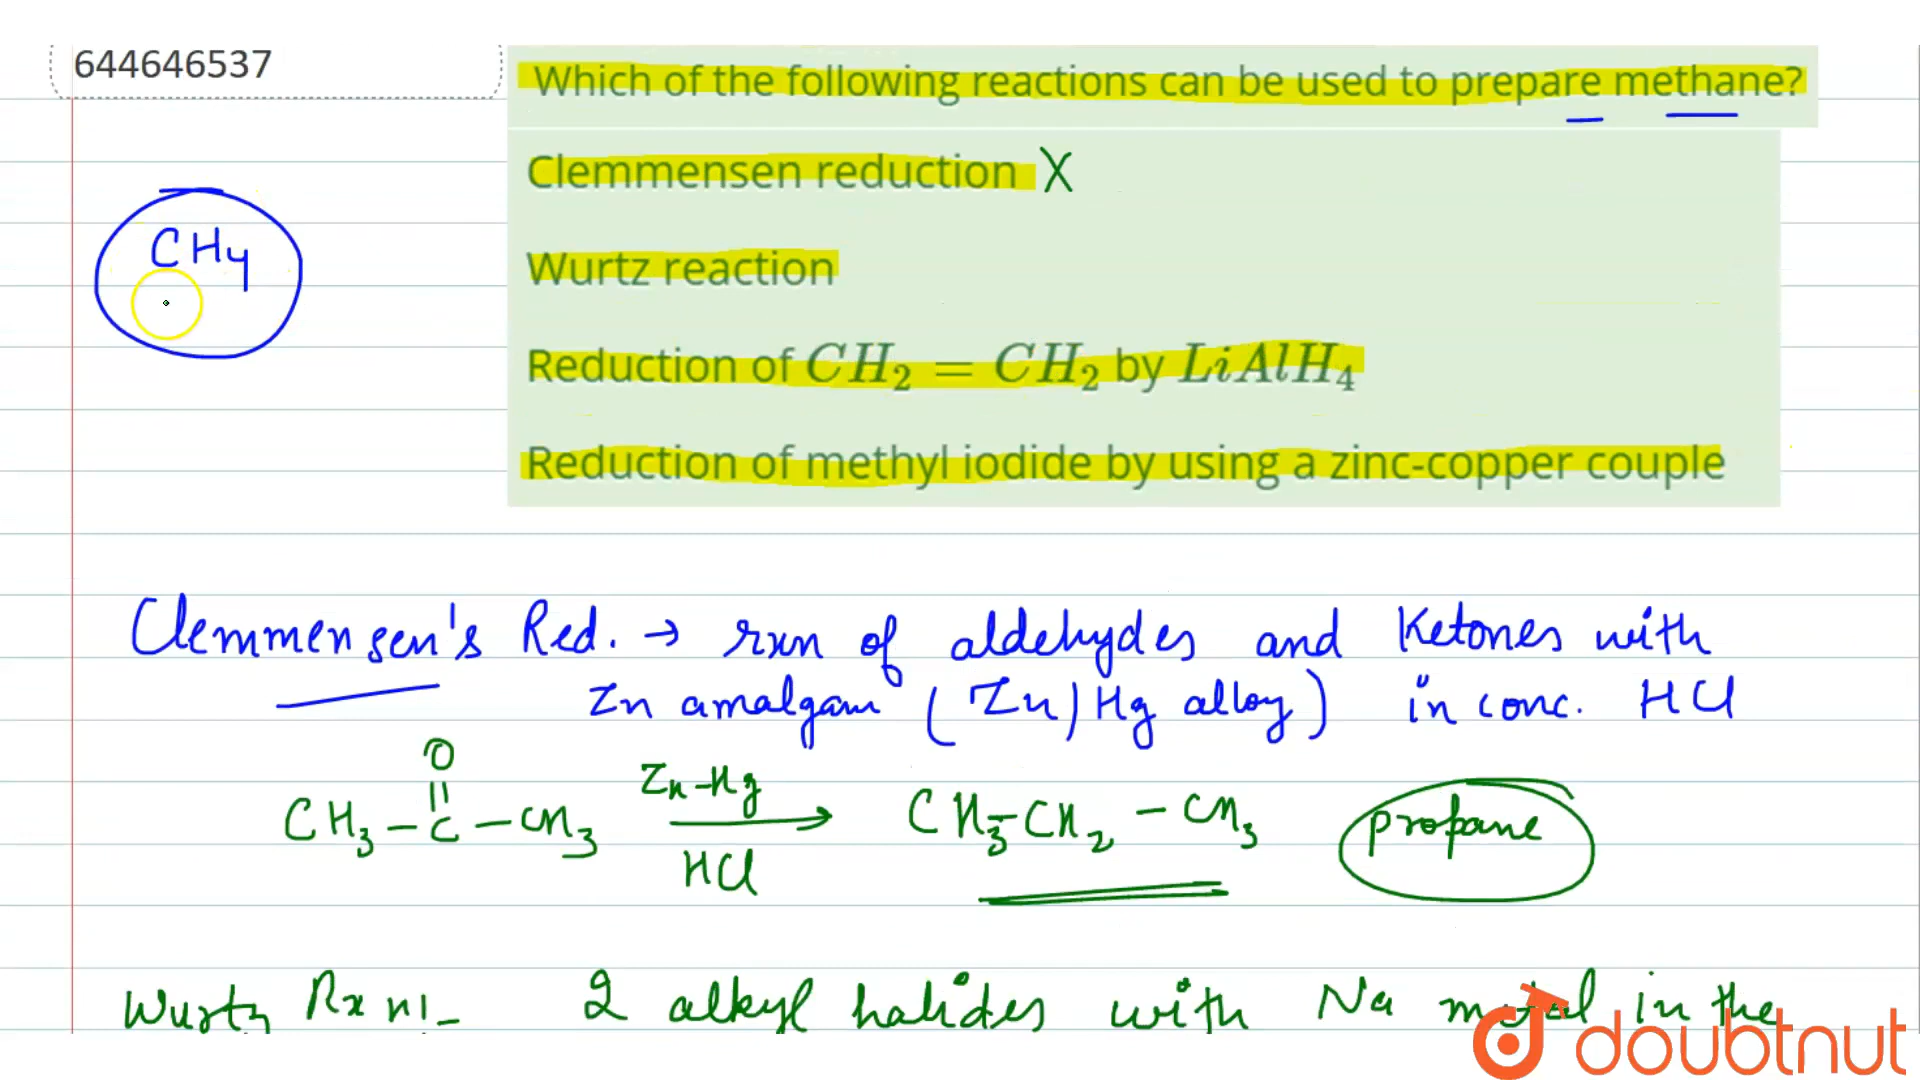 644646537
Which of the following reactions can be used to prepare methane?
Clemmensen reduction X
Wurtz reaction
Reduction of CH₂ = CH₂ by LiAlH₄
Reduction of methyl iodide by using a zinc-copper couple
CH₄
Clemmensen's Red. → rxn of aldehydes and Ketones with
Zn amalgam (Zn/Hg alloy) in conc. HCl
O
||
CH₃ – C – CH₃ Zn-Hg → HCl CH₃ – CH₂ – CH₃ propane
Wurtz Rxn!– 2 alkyl halides with Na metal in the
doubtnut